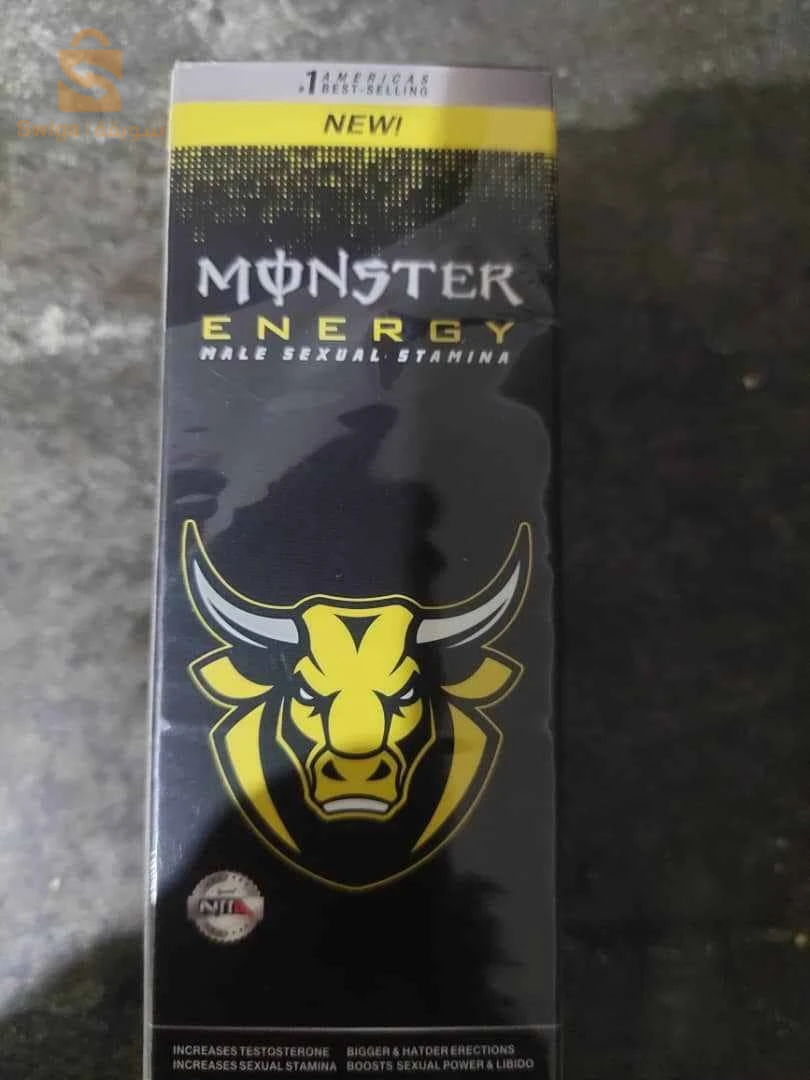 #1 AMERICAS
BEST-SELLING
NEW!
MONSTER
ENERGY
MALE SEXUAL STAMINA
INCREASES TESTOSTERONE BIGGER & HATDER ERECTIONS
INCREASES SEXUAL STAMINA BOOSTS SEXUAL POWER & LIBIDO